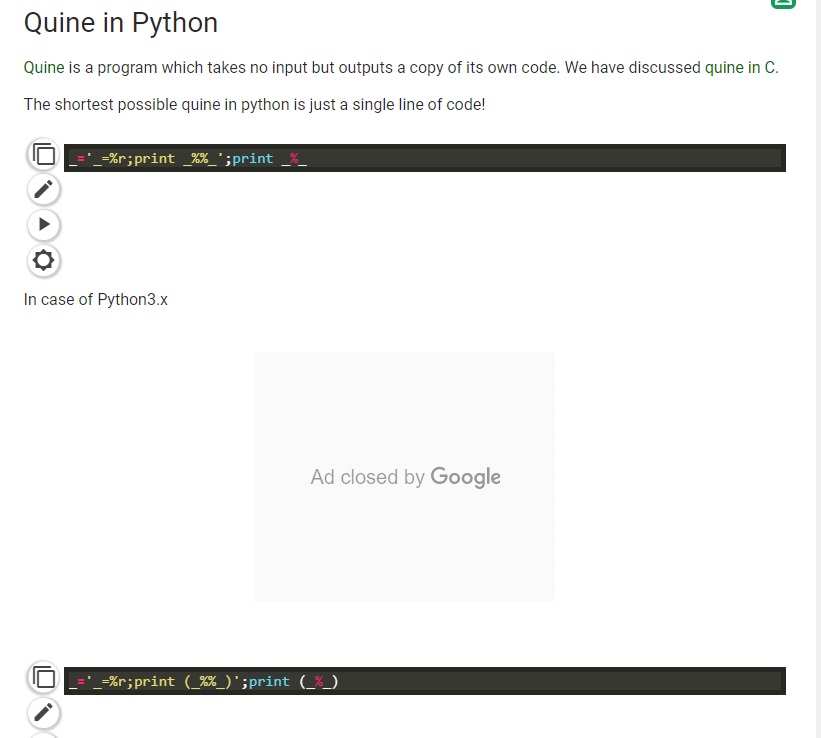 Quine in Python
Quine is a program which takes no input but outputs a copy of its own code. We have discussed quine in C.
The shortest possible quine in python is just a single line of code!
_='_=%r;print _%%_';print _%_
In case of Python3.x
Ad closed by Google
_='_=%r;print (_%%_)';print (_%_)